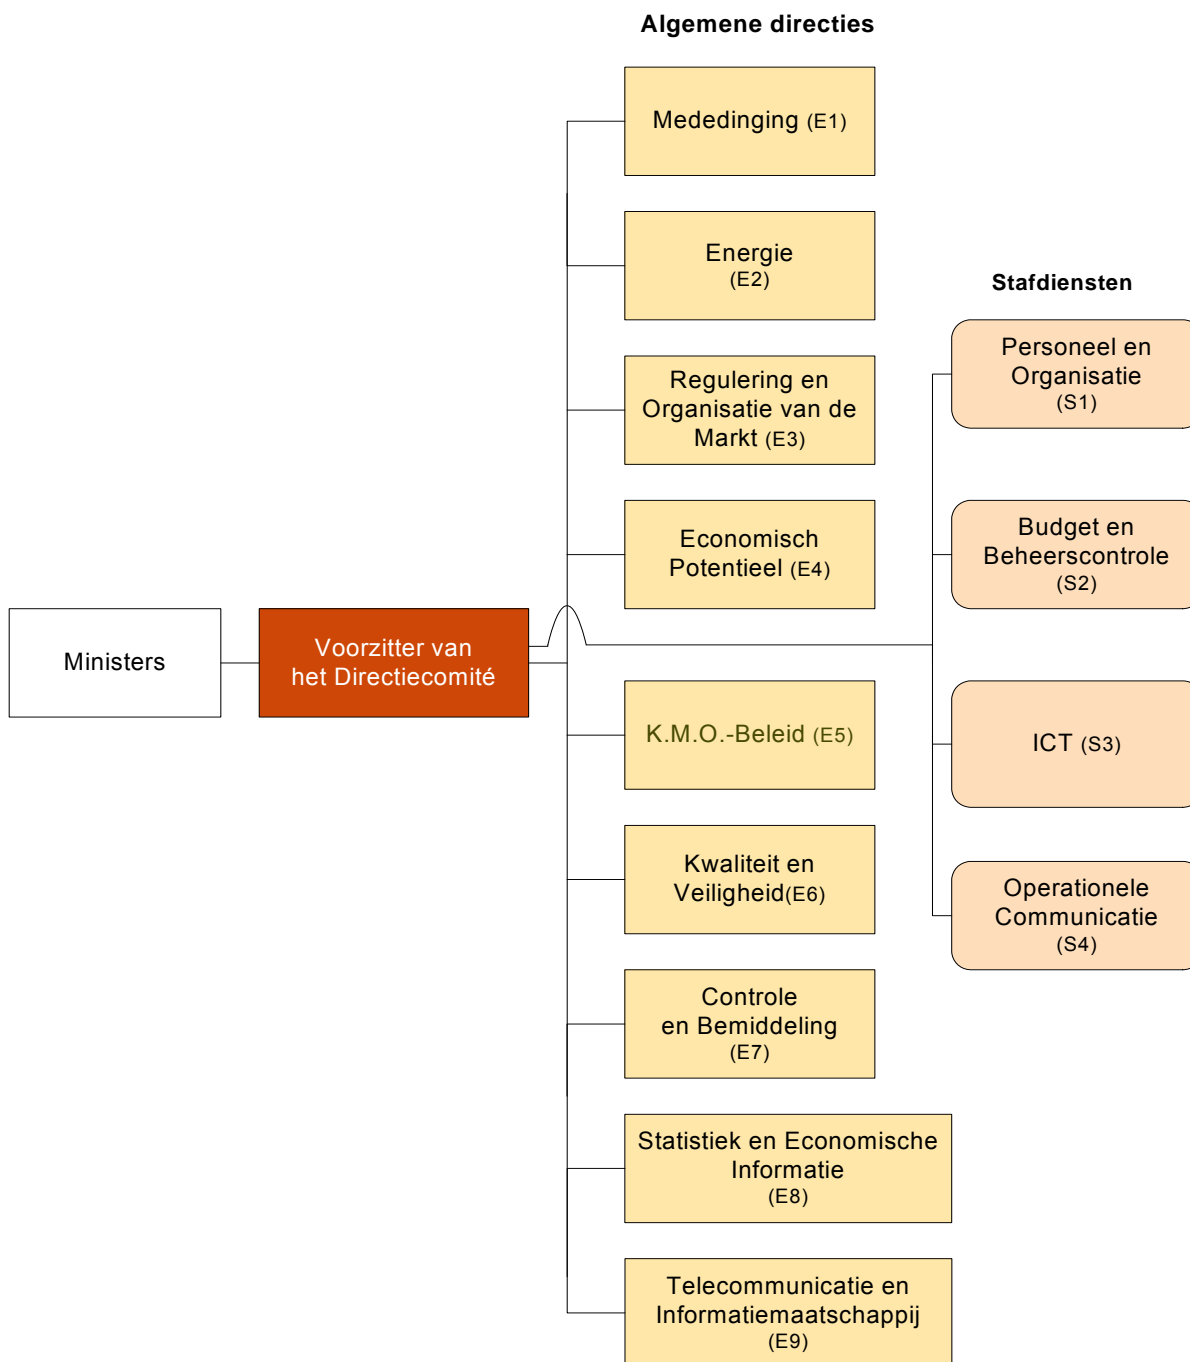 Algemene directies
Mededinging (E1)
Energie
(E2)
Regulering en
Organisatie van de
Markt (E3)
Economisch
Potentieel (E4)
Ministers
Voorzitter van
het Directiecomité
K.M.O.-Beleid (E5)
Kwaliteit en
Veiligheid(E6)
Controle
en Bemiddeling
(E7)
Statistiek en Economische
Informatie
(E8)
Telecommunicatie en
Informatiemaatschappij
(E9)
Stafdiensten
Personeel en
Organisatie
(S1)
Budget en
Beheerscontrole
(S2)
ICT (S3)
Operationele
Communicatie
(S4)